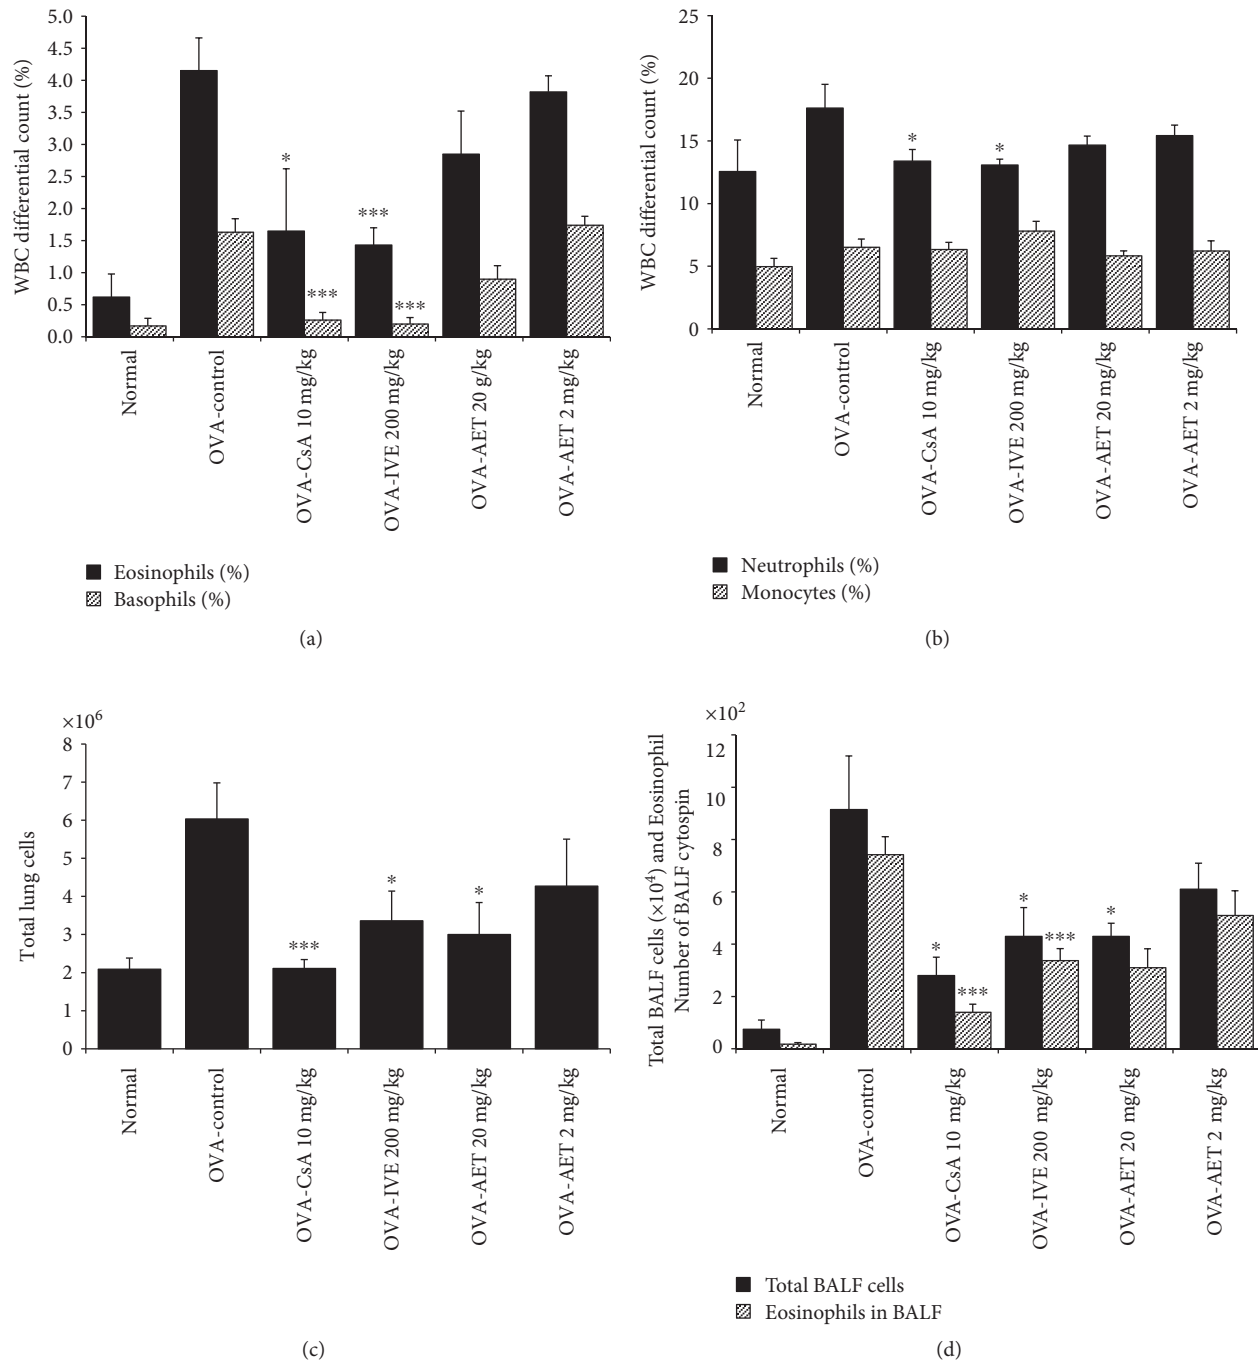 WBC differential count (%)
5.0
4.5
4.0
3.5
3.0
2.5
2.0
1.5
1.0
0.5
0.0
*
***
***
***
Normal
OVA-control
OVA-CsA 10 mg/kg
OVA-IVE 200 mg/kg
OVA-AET 20 g/kg
OVA-AET 2 mg/kg
Eosinophils (%)
Basophils (%)
(a)
WBC differential count (%)
25
20
15
10
5
0
*
*
Normal
OVA-control
OVA-CsA 10 mg/kg
OVA-IVE 200 mg/kg
OVA-AET 20 mg/kg
OVA-AET 2 mg/kg
Neutrophils (%)
Monocytes (%)
(b)
×10⁶
Total lung cells
8
7
6
5
4
3
2
1
0
***
*
*
Normal
OVA-control
OVA-CsA 10 mg/kg
OVA-IVE 200 mg/kg
OVA-AET 20 mg/kg
OVA-AET 2 mg/kg
(c)
×10²
Total BALF cells (×10⁴) and Eosinophil
Number of BALF cytospin
12
10
8
6
4
2
0
*
***
*
***
*
Normal
OVA-control
OVA-CsA 10 mg/kg
OVA-IVE 200 mg/kg
OVA-AET 20 mg/kg
OVA-AET 2 mg/kg
Total BALF cells
Eosinophils in BALF
(d)